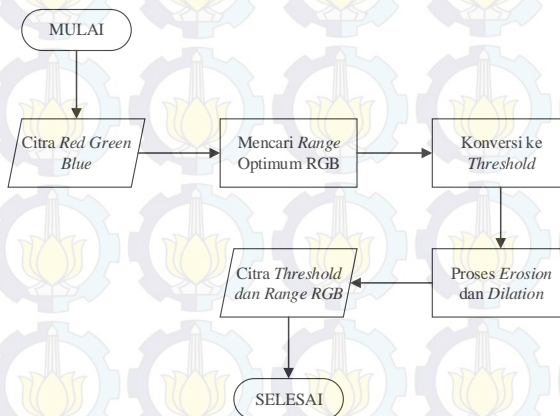 MULAI
Citra Red Green
Blue
Mencari Range
Optimum RGB
Konversi ke
Threshold
Proses Erosion
dan Dilation
Citra Threshold
dan Range RGB
SELESAI